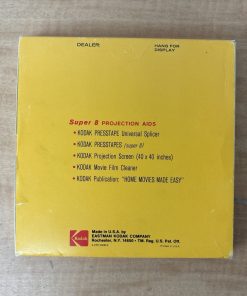 DEALER:
HANG FOR
DISPLAY
Super 8 PROJECTION AIDS
• KODAK PRESSTAPE Universal Splicer
• KODAK PRESSTAPES (super 8)
• KODAK Projection Screen (40 x 40 inches)
• KODAK Movie Film Cleaner
• KODAK Publication: "HOME MOVIES MADE EASY"
Kodak
Made in U.S.A. by
EASTMAN KODAK COMPANY
Rochester, N.Y. 14650 • TM. Reg. U.S. Pat. Off.